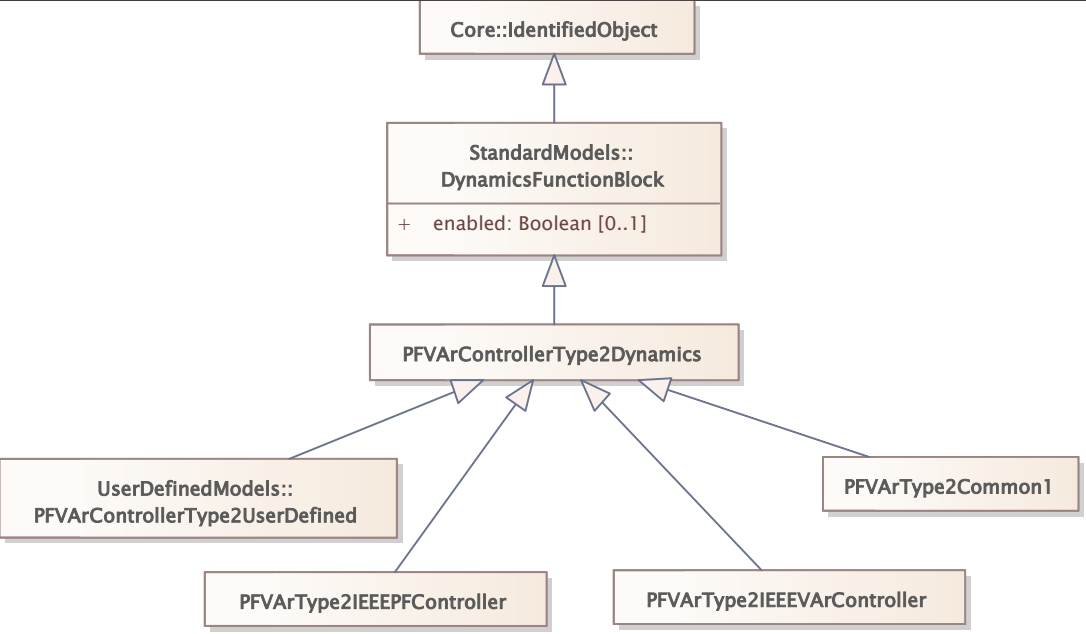 Core::IdentifiedObject
StandardModels::
DynamicsFunctionBlock
+ enabled: Boolean [0..1]
PFVArControllerType2Dynamics
UserDefinedModels::
PFVArControllerType2UserDefined
PFVArType2Common1
PFVArType2IEEEPFController
PFVArType2IEEEVArController